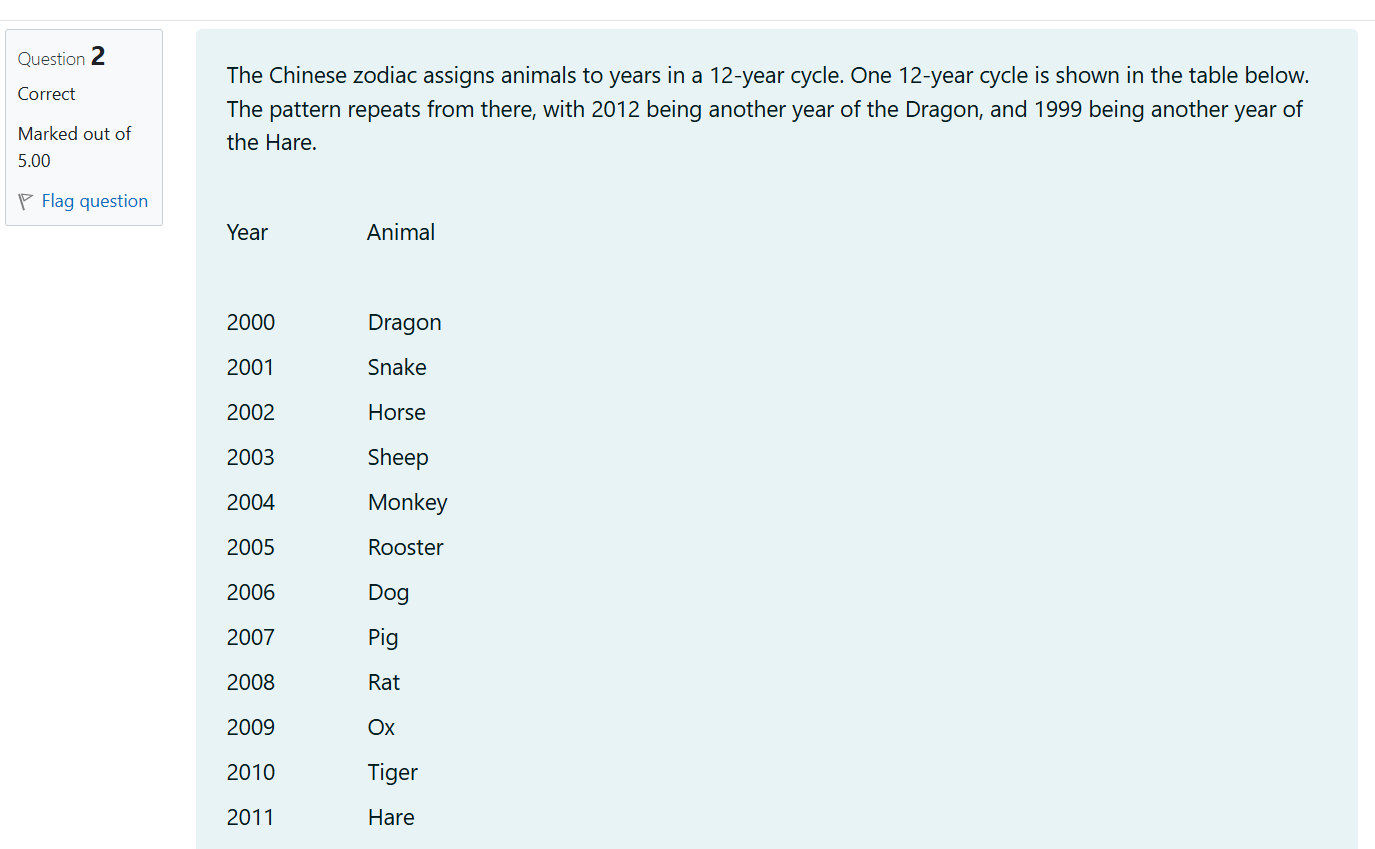 Question 2
Correct
Marked out of
5.00
Flag question
The Chinese zodiac assigns animals to years in a 12-year cycle. One 12-year cycle is shown in the table below.
The pattern repeats from there, with 2012 being another year of the Dragon, and 1999 being another year of
the Hare.
Year Animal
2000 Dragon
2001 Snake
2002 Horse
2003 Sheep
2004 Monkey
2005 Rooster
2006 Dog
2007 Pig
2008 Rat
2009 Ox
2010 Tiger
2011 Hare